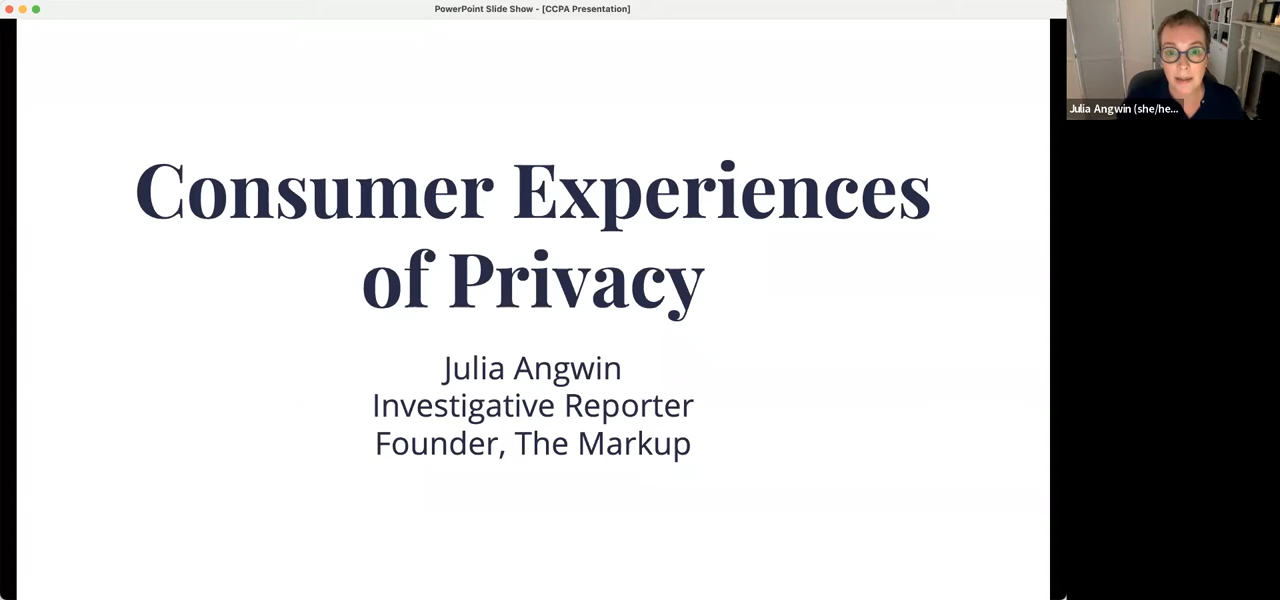 PowerPoint Slide Show - [CCPA Presentation]
Consumer Experiences
of Privacy
Julia Angwin
Investigative Reporter
Founder, The Markup
Julia Angwin (she/he...